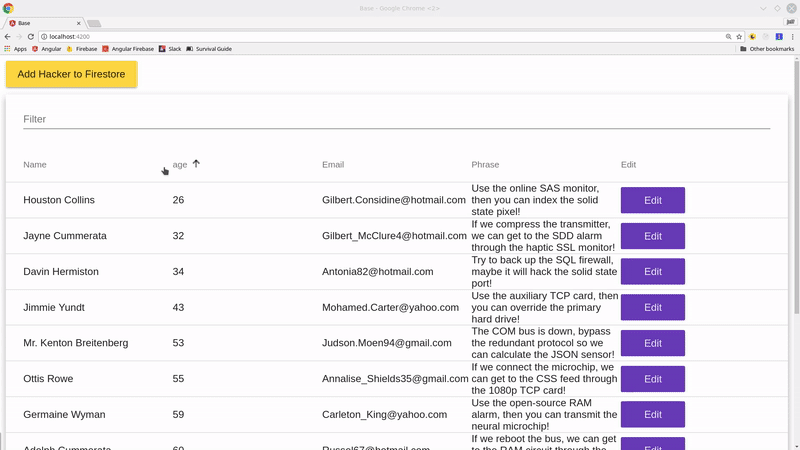 Base - Google Chrome <2>
Base
localhost:4200
Apps Angular Firebase Angular Firebase Slack Survival Guide Other bookmarks
Add Hacker to Firestore
Filter
Name age Email Phrase Edit
Houston Collins 26 Gilbert.Considine@hotmail.com Use the online SAS monitor, then you can index the solid state pixel! Edit
Jayne Cummerata 32 Gilbert_McClure4@hotmail.com If we compress the transmitter, we can get to the SDD alarm through the haptic SSL monitor! Edit
Davin Hermiston 34 Antonia82@hotmail.com Try to back up the SQL firewall, maybe it will hack the solid state port! Edit
Jimmie Yundt 43 Mohamed.Carter@yahoo.com Use the auxiliary TCP card, then you can override the primary hard drive! Edit
Mr. Kenton Breitenberg 53 Judson.Moen94@gmail.com The COM bus is down, bypass the redundant protocol so we can calculate the JSON sensor! Edit
Ottis Rowe 55 Annalise_Shields35@gmail.com If we connect the microchip, we can get to the CSS feed through the 1080p TCP card! Edit
Germaine Wyman 59 Carleton_King@yahoo.com Use the open-source RAM alarm, then you can transmit the neural microchip! Edit
Adolph Cummerata 60 Russel67@hotmail.com If we reboot the bus, we can get to the RAM circuit through the Edit